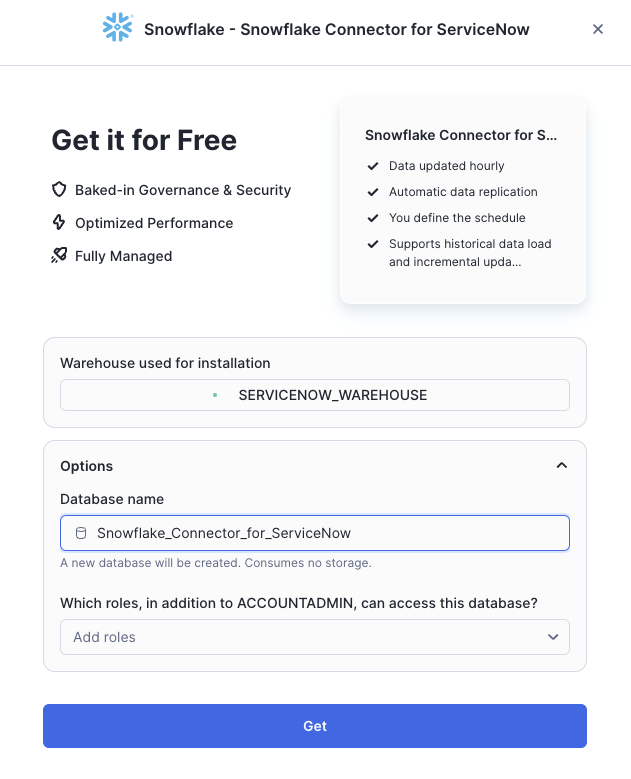 Snowflake - Snowflake Connector for ServiceNow
Get it for Free
Baked-in Governance & Security
Optimized Performance
Fully Managed
Snowflake Connector for S...
Data updated hourly
Automatic data replication
You define the schedule
Supports historical data load
and incremental upda...
Warehouse used for installation
SERVICENOW_WAREHOUSE
Options
Database name
Snowflake_Connector_for_ServiceNow
A new database will be created. Consumes no storage.
Which roles, in addition to ACCOUNTADMIN, can access this database?
Add roles
Get